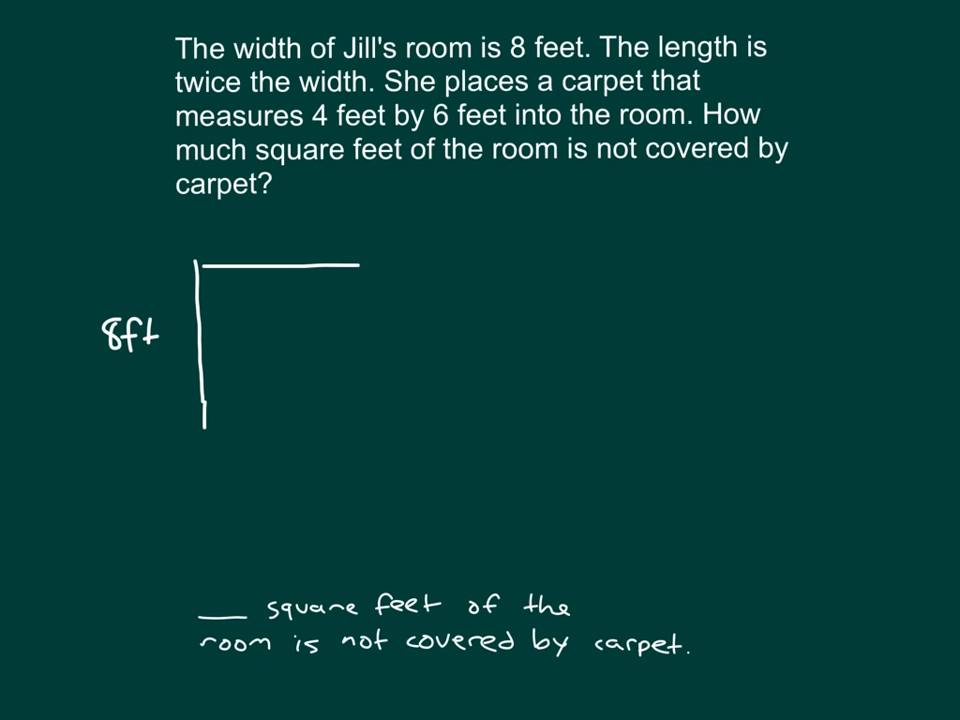 The width of Jill's room is 8 feet. The length is
twice the width. She places a carpet that
measures 4 feet by 6 feet into the room. How
much square feet of the room is not covered by
carpet?
8ft
___ square feet of the
room is not covered by carpet.